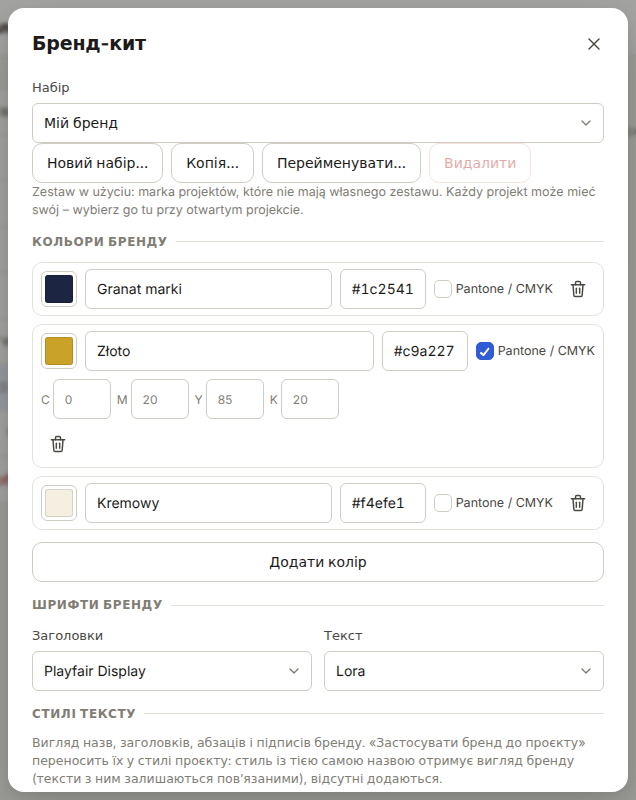 Бренд-кит
Набір
Мій бренд
Новий набір...
Копія...
Перейменувати...
Видалити
Zestaw w użyciu: marka projektów, które nie mają własnego zestawu. Każdy projekt może mieć
swój – wybierz go tu przy otwartym projekcie.
КОЛЬОРИ БРЕНДУ
Granat marki #1c2541 Pantone / CMYK
Złoto #c9a227 Pantone / CMYK
C 0 M 20 Y 85 K 20
Kremowy #f4efe1 Pantone / CMYK
Додати колір
ШРИФТИ БРЕНДУ
Заголовки Текст
Playfair Display Lora
СТИЛІ ТЕКСТУ
Вигляд назв, заголовків, абзаців і підписів бренду. «Застосувати бренд до проєкту»
переносить їх у стилі проєкту: стиль із тією самою назвою отримує вигляд бренду
(тексти з ним залишаються пов'язаними), відсутні додаються.